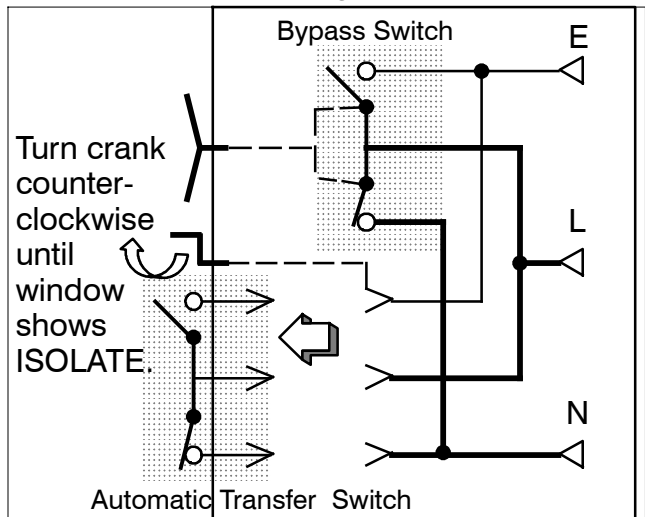 Bypass Switch
E
Turn crank
counter-
clockwise
until
window
shows
ISOLATE.
L
N
Automatic Transfer Switch